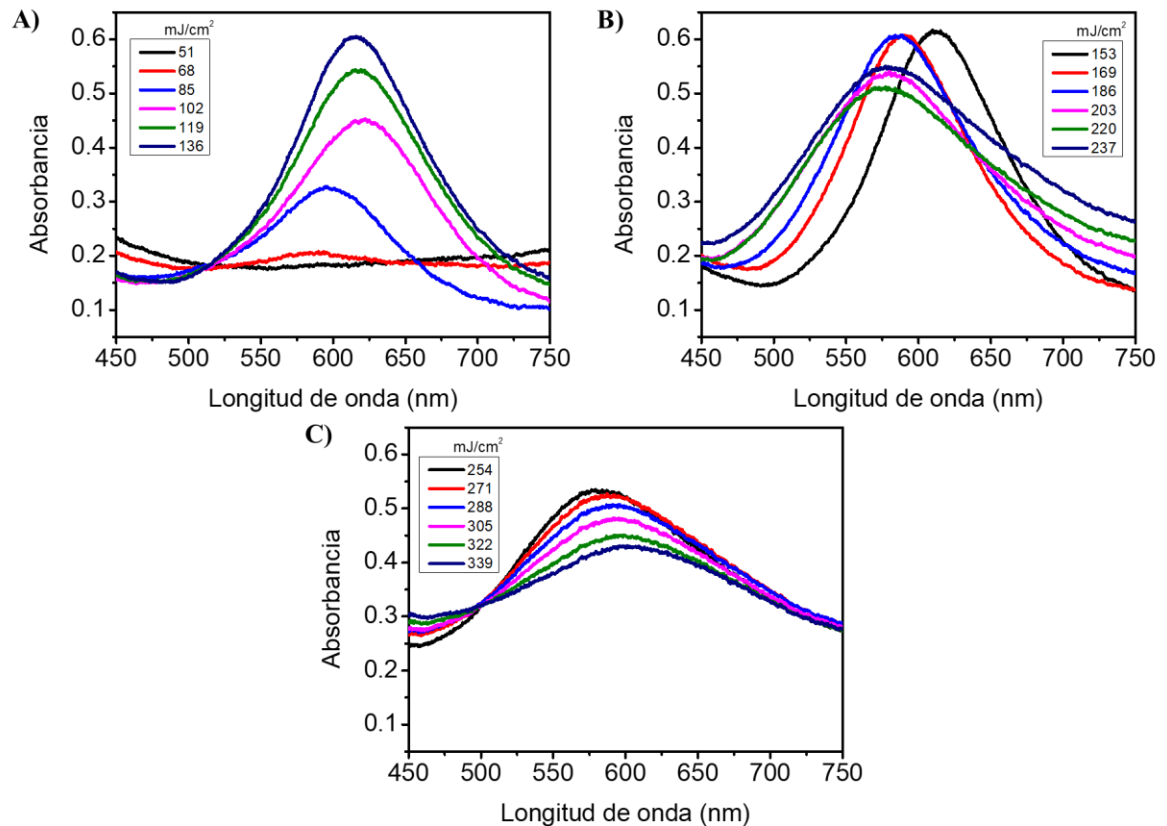 A)
mJ/cm²
51
68
85
102
119
136
0.6
0.5
0.4
0.3
0.2
0.1
Absorbancia
450 500 550 600 650 700 750
Longitud de onda (nm)
B)
mJ/cm²
153
169
186
203
220
237
0.6
0.5
0.4
0.3
0.2
0.1
Absorbancia
450 500 550 600 650 700 750
Longitud de onda (nm)
C)
mJ/cm²
254
271
288
305
322
339
0.6
0.5
0.4
0.3
0.2
0.1
Absorbancia
450 500 550 600 650 700 750
Longitud de onda (nm)